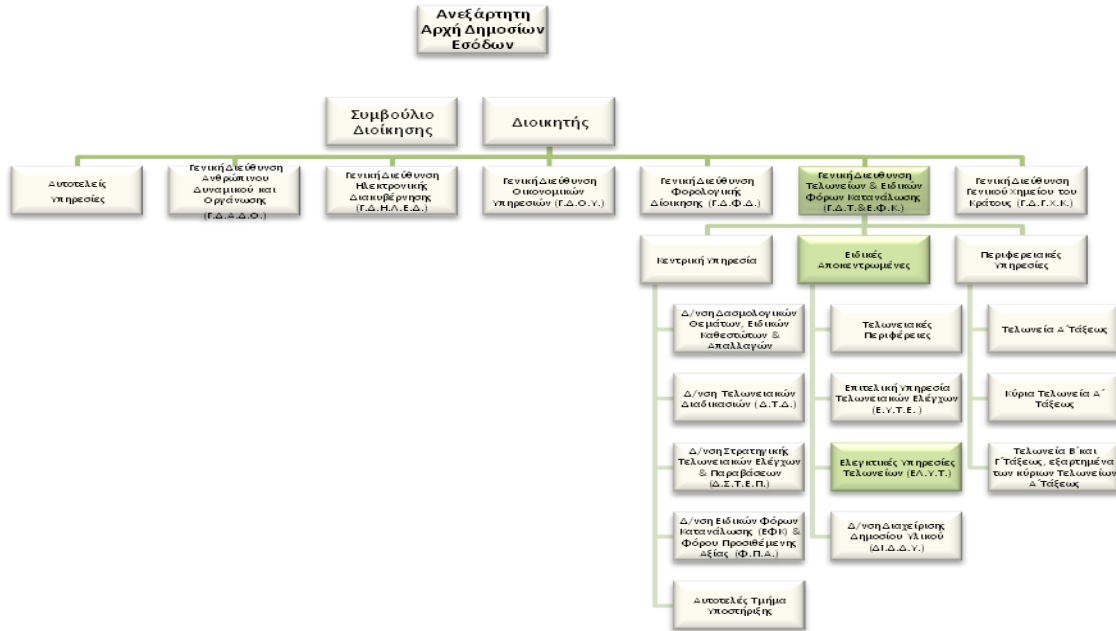 Ανεξάρτητη
Αρχή Δημοσίων
Εσόδων
Συμβούλιο
Διοίκησης
Διοικητής
Αυτοτελείς
Υπηρεσίες
Γενική Διεύθυνση
Ανθρώπινου
Δυναμικού και
Οργάνωσης
(Γ.Δ.Α.Δ.Ο.)
Γενική Διεύθυνση
Ηλεκτρονικής
Διακυβέρνησης
(Γ.Δ.Η.Λ.Ε.Δ.)
Γενική Διεύθυνση
Οικονομικών
Υπηρεσιών (Γ.Δ.Ο.Υ.)
Γενική Διεύθυνση
Φορολογικής
Διοίκησης (Γ.Δ.Φ.Δ.)
Γενική Διεύθυνση
Τελωνείων & Ειδικών
Φόρων Κατανάλωσης
(Γ.Δ.Τ.&Ε.Φ.Κ.)
Γενική Διεύθυνση
Γενικού Χημείου του
Κράτους (Γ.Δ.Γ.Χ.Κ.)
Κεντρική Υπηρεσία
Ειδικές
Αποκεντρωμένες
Περιφερειακές
Υπηρεσίες
Δ/νση Δασμολογικών
Θεμάτων, Ειδικών
Καθεστώτων &
Απαλλαγών
Δ/νση Τελωνειακών
Διαδικασιών (Δ.Τ.Δ.)
Δ/νση Στρατηγικής
Τελωνειακών Ελέγχων
& Παραβάσεων
(Δ.Σ.Τ.Ε.Π.)
Δ/νση Ειδικών Φόρων
Κατανάλωσης (ΕΦΚ) &
Φόρου Προσιθέμενης
Αξίας (Φ.Π.Α.)
Αυτοτελές Τμήμα
Υποστήριξης
Τελωνειακές
Περιφέρειες
Επιτελική Υπηρεσία
Τελωνειακών Ελέγχων
(Ε.Υ.Τ.Ε. )
Ελεγκτικές Υπηρεσίες
Τελωνείων (ΕΛ.Υ.Τ.)
Δ/νση Διαχείρισης
Δημοσίου Υλικού
(ΔΙ.Δ.Δ.Υ.)
Τελωνεία Α΄Τάξεως
Κύρια Τελωνεία Α΄
Τάξεως
Τελωνεία Β΄και
Γ΄Τάξεως, εξαρτημένα
των κύριων Τελωνείων
Α΄Τάξεως